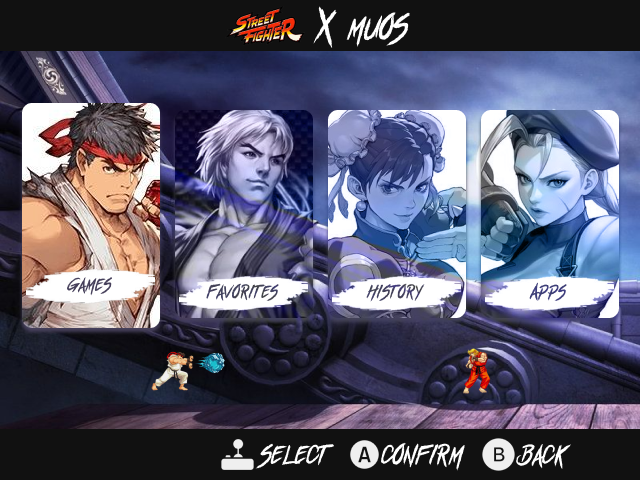 STREET FIGHTER X MUOS
GAMES
FAVORITES
HISTORY
APPS
SELECT A CONFIRM B BACK